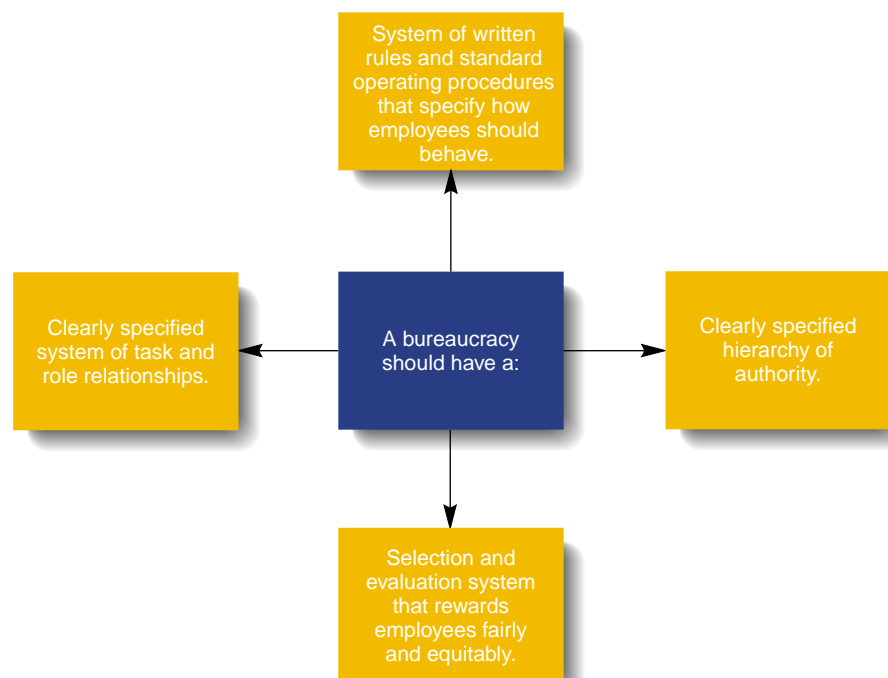 System of written
rules and standard
operating procedures
that specify how
employees should
behave.
Clearly specified
system of task and
role relationships.
A bureaucracy
should have a:
Clearly specified
hierarchy of
authority.
Selection and
evaluation system
that rewards
employees fairly
and equitably.